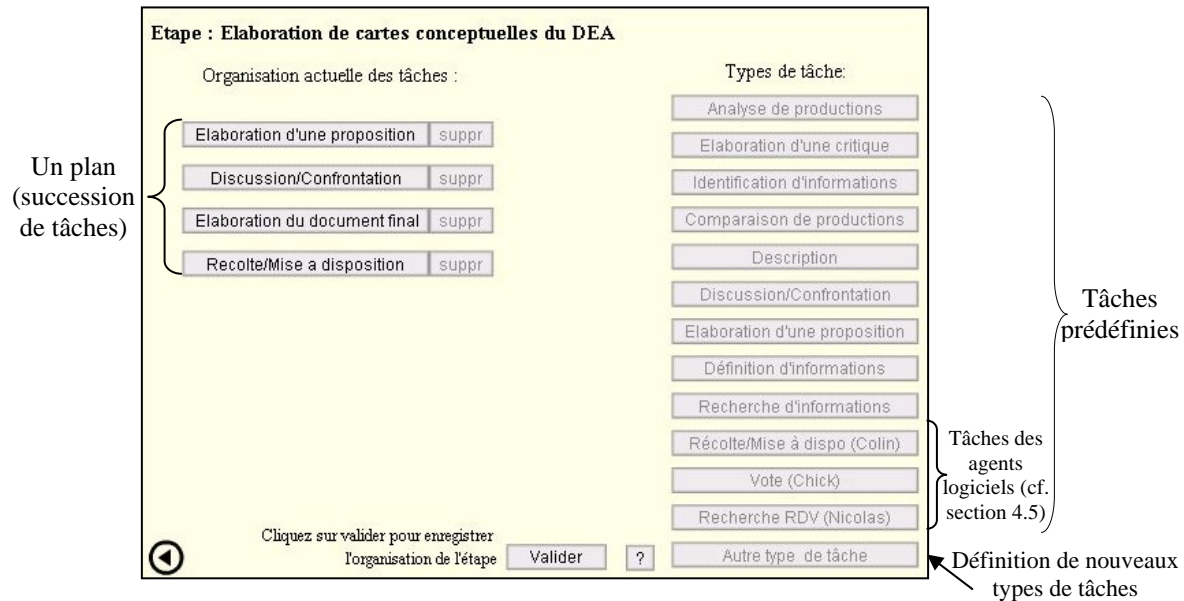 Etape : Elaboration de cartes conceptuelles du DEA
Organisation actuelle des tâches :
Types de tâche:
Un plan
(succession
de tâches)
Elaboration d'une proposition suppr
Discussion/Confrontation suppr
Elaboration du document final suppr
Recolte/Mise a disposition suppr
Analyse de productions
Elaboration d'une critique
Identification d'informations
Comparaison de productions
Description
Discussion/Confrontation
Elaboration d'une proposition
Définition d'informations
Recherche d'informations
Récolte/Mise à dispo (Colin)
Vote (Chick)
Recherche RDV (Nicolas)
Autre type de tâche
Tâches
prédéfinies
Tâches des
agents
logiciels (cf.
section 4.5)
Définition de nouveaux
types de tâches
Cliquez sur valider pour enregistrer
l'organisation de l'étape Valider ?